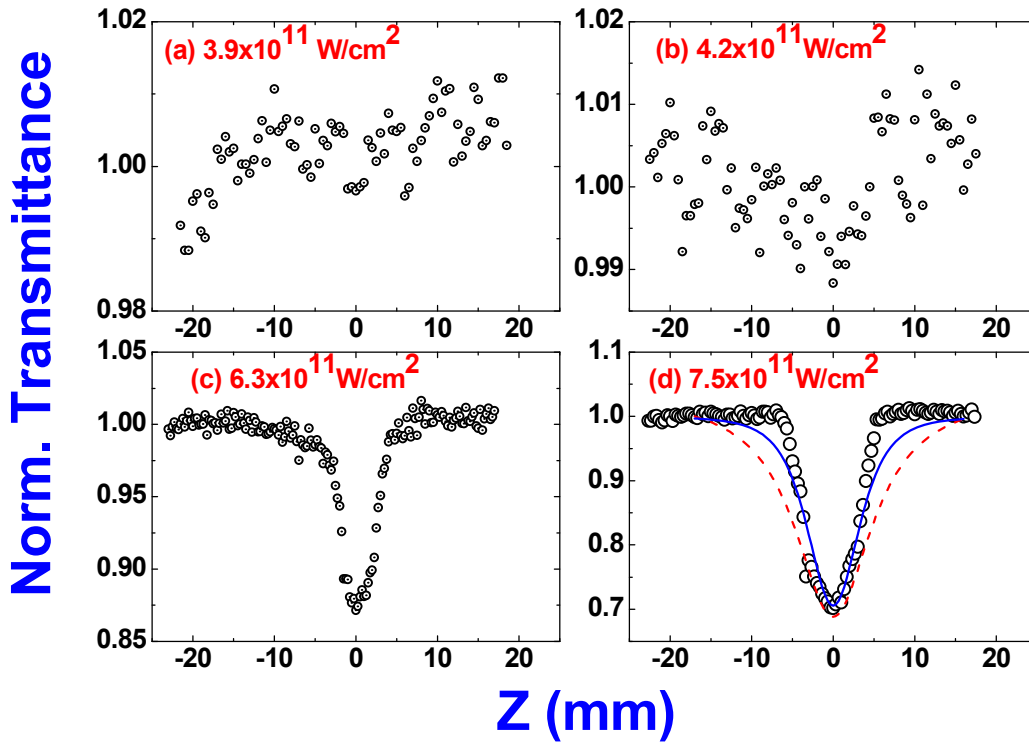 Norm. Transmittance
(a) 3.9x10^11 W/cm^2
1.02
1.00
0.98
-20 -10 0 10 20
(b) 4.2x10^11 W/cm^2
1.02
1.01
1.00
0.99
-20 -10 0 10 20
(c) 6.3x10^11 W/cm^2
1.05
1.00
0.95
0.90
0.85
-20 -10 0 10 20
(d) 7.5x10^11 W/cm^2
1.1
1.0
0.9
0.8
0.7
-20 -10 0 10 20
Z (mm)